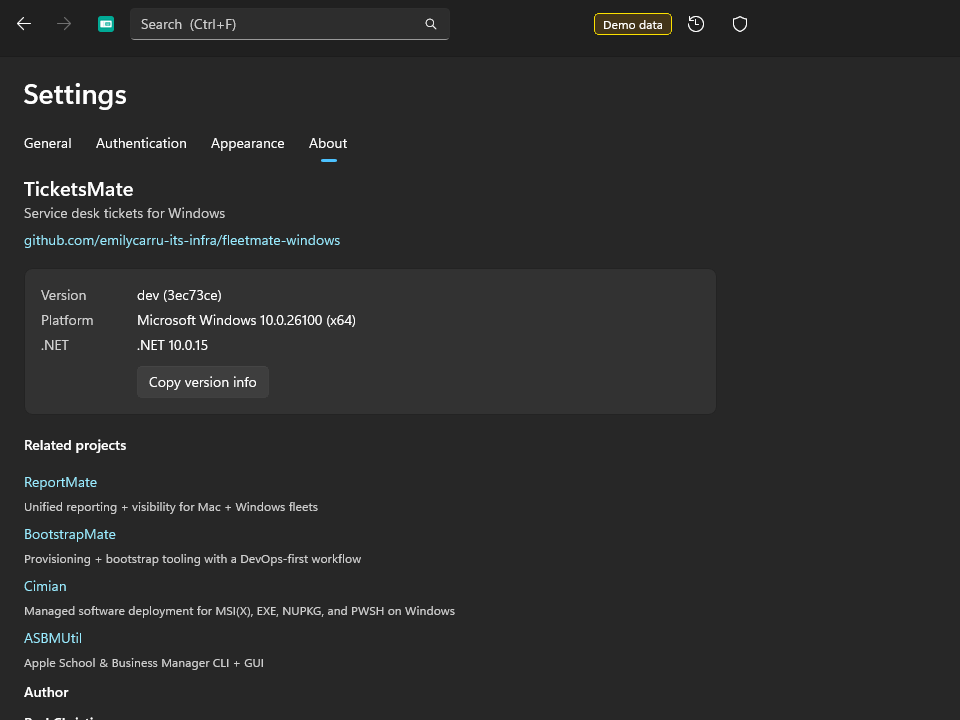 Search (Ctrl+F)
Demo data
Settings
General Authentication Appearance About
TicketsMate
Service desk tickets for Windows
github.com/emilycarru-its-infra/fleetmate-windows
Version dev (3ec73ce)
Platform Microsoft Windows 10.0.26100 (x64)
.NET .NET 10.0.15
Copy version info
Related projects
ReportMate
Unified reporting + visibility for Mac + Windows fleets
BootstrapMate
Provisioning + bootstrap tooling with a DevOps-first workflow
Cimian
Managed software deployment for MSI(X), EXE, NUPKG, and PWSH on Windows
ASBMUtil
Apple School & Business Manager CLI + GUI
Author